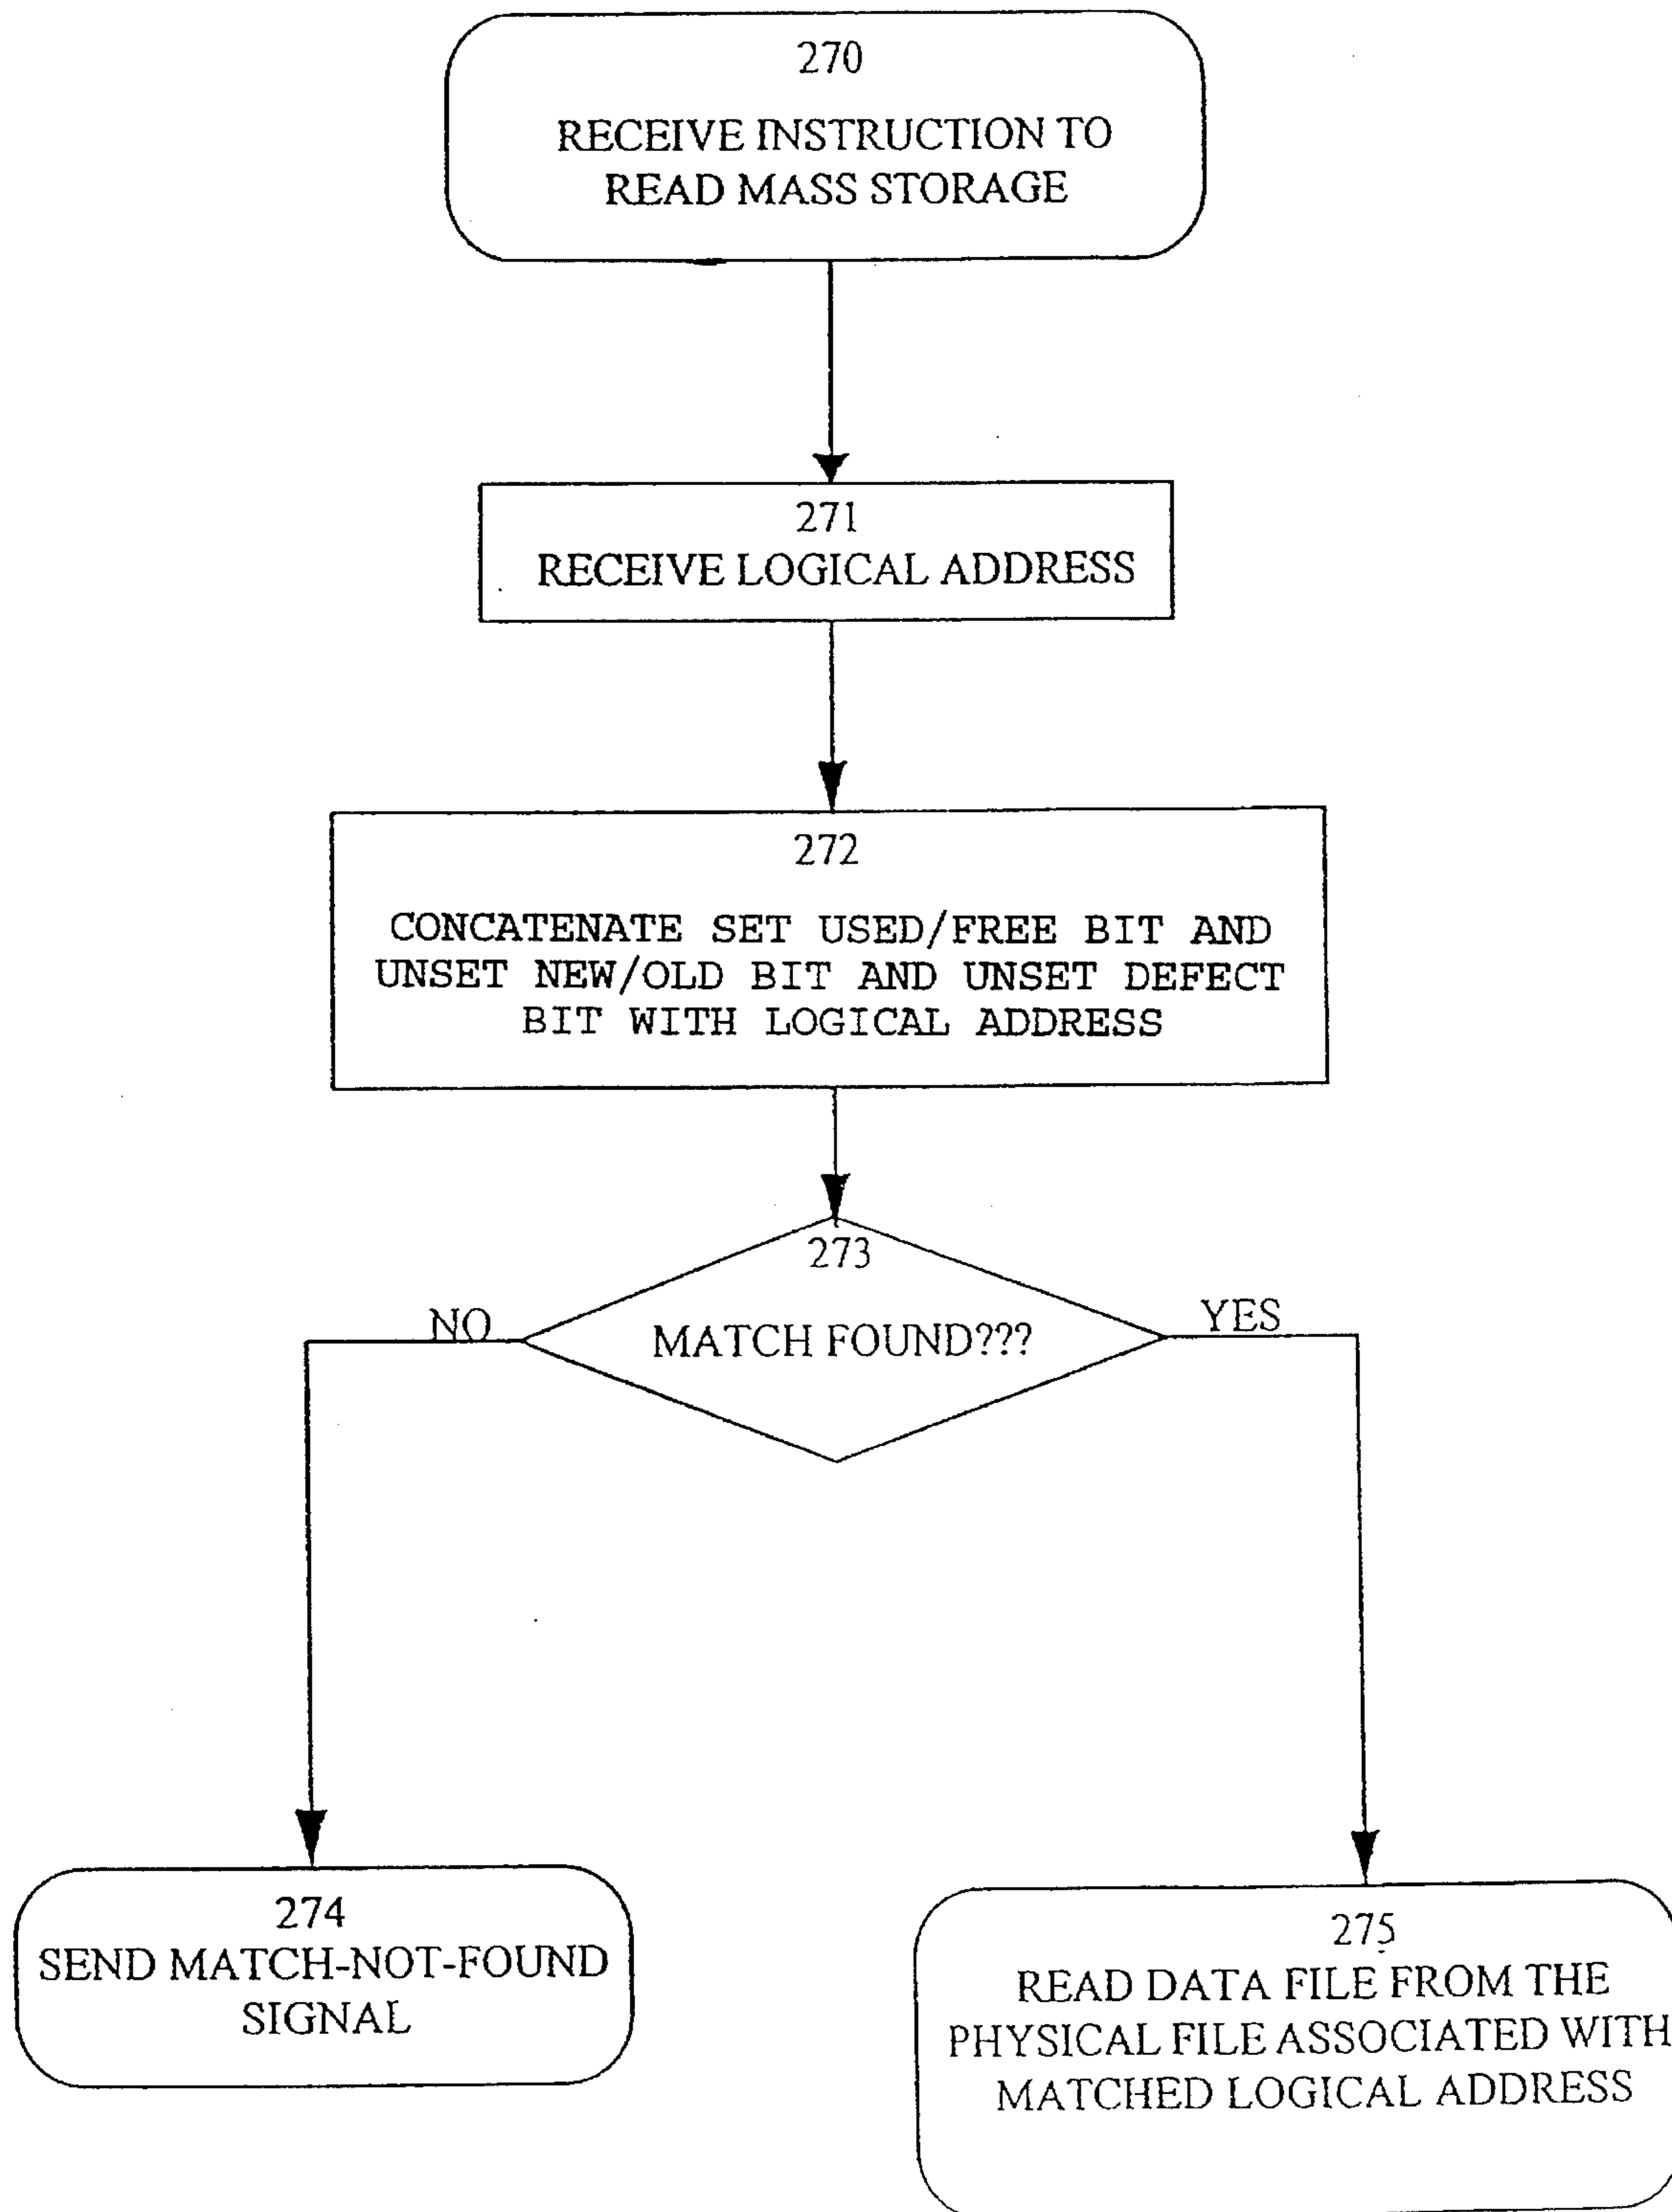 270
RECEIVE INSTRUCTION TO
READ MASS STORAGE
271
RECEIVE LOGICAL ADDRESS
272
CONCATENATE SET USED/FREE BIT AND
UNSET NEW/OLD BIT AND UNSET DEFECT
BIT WITH LOGICAL ADDRESS
273
NO
MATCH FOUND???
YES
274
SEND MATCH-NOT-FOUND
SIGNAL
275
READ DATA FILE FROM THE
PHYSICAL FILE ASSOCIATED WITH
MATCHED LOGICAL ADDRESS